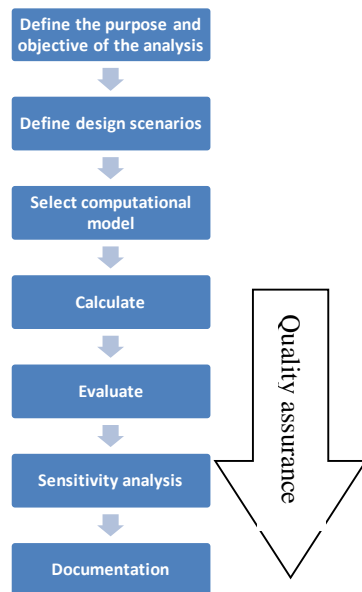 Define the purpose and
objective of the analysis
Define design scenarios
Select computational
model
Calculate
Evaluate
Sensitivity analysis
Documentation
Quality assurance